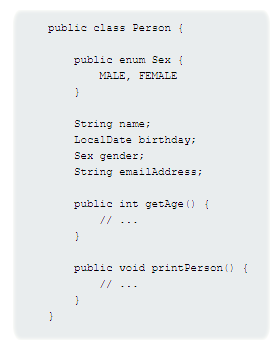 public class Person {
public enum Sex {
MALE, FEMALE
}
String name;
LocalDate birthday;
Sex gender;
String emailAddress;
public int getAge() {
// ...
}
public void printPerson() {
// ...
}
}